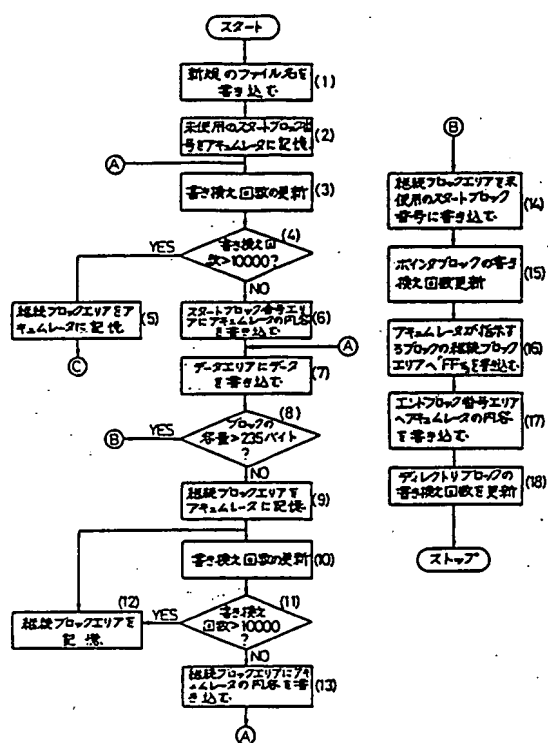 スタート
新規のファイル名を
書き込む
(1)
未使用のスタートブロック番
号をアキュムレータに記憶
(2)
A
書き換え回数の更新
(3)
(4)
書き換え回
数>10000?
YES
NO
継続ブロックエリアをア
キュムレータに記憶
(5)
C
スタートブロック番号エリ
アにアキュムレータの内容
を書き込む
(6)
A
データエリアにデータ
を書き込む
(7)
(8)
ブロックの
容量>235バイト
?
YES
B
NO
継続ブロックエリアを
アキュムレータに記憶
(9)
書き換え回数の更新
(10)
(11)
書き換え
回数>10000
?
YES
(12)
継続ブロックエリアを
記憶
NO
継続ブロックエリアにアキ
ュムレータの内容を書
き込む
(13)
A
B
継続ブロックエリアを未
使用のスタートブロック
番号に書き込む
(14)
ポインタブロックの書き
換え回数更新
(15)
アキュムレータが指示す
るブロックの継続ブロック
エリアへ"FF"を書き込む
(16)
エンドブロック番号エリア
へアキュムレータの内容
を書き込む
(17)
ディレクトリブロックの
書き換え回数を更新
(18)
ストップ